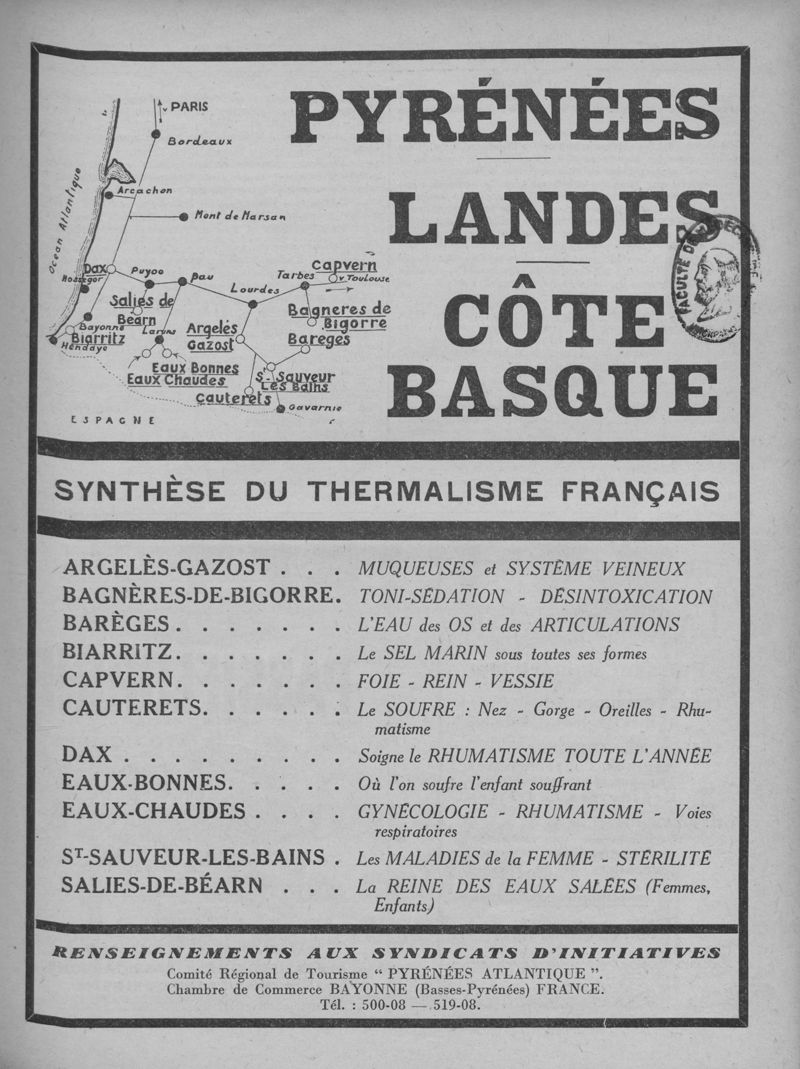 PARIS
Bordeaux
Arcachon
Mont de Marsan
Océan Atlantique
DAX
Hossegor
Puyoo
Pau
Lourdes
Tarbes
Capvern
v. Toulouse
Salies de
Béarn
Bayonne
Biarritz
Hendaye
Laruns
Argelès
Gazost
Bagneres de
Bigorre
Bareges
Eaux Bonnes
Eaux Chaudes
St. Sauveur
Les Bains
Cauterets
Gavarnie
ESPAGNE
PYRÉNÉES
LANDES
CÔTE
BASQUE
FACULTÉ DE
SYNTHÈSE DU THERMALISME FRANÇAIS
ARGELÈS-GAZOST . . . MUQUEUSES et SYSTÊME VEINEUX
BAGNÈRES-DE-BIGORRE. TONI-SÉDATION - DÉSINTOXICATION
BARÈGES . . . . . . . L'EAU des OS et des ARTICULATIONS
BIARRITZ. . . . . . . Le SEL MARIN sous toutes ses formes
CAPVERN. . . . . . . FOIE - REIN - VESSIE
CAUTERETS. . . . . . Le SOUFRE : Nez - Gorge - Oreilles - Rhu-
matisme
DAX . . . . . . . . . Soigne le RHUMATISME TOUTE L'ANNÉE
EAUX-BONNES. . . . . Où l'on soufre l'enfant souffrant
EAUX-CHAUDES . . . . GYNÉCOLOGIE - RHUMATISME - Voies
respiratoires
ST-SAUVEUR-LES-BAINS . Les MALADIES de la FEMME - STÉRILITÉ
SALIES-DE-BÉARN . . . La REINE DES EAUX SALÉES (Femmes,
Enfants)
RENSEIGNEMENTS AUX SYNDICATS D'INITIATIVES
Comité Régional de Tourisme “ PYRÉNÉES ATLANTIQUE ”.
Chambre de Commerce BAYONNE (Basses-Pyrénées) FRANCE.
Tél. : 500-08 — 519-08.